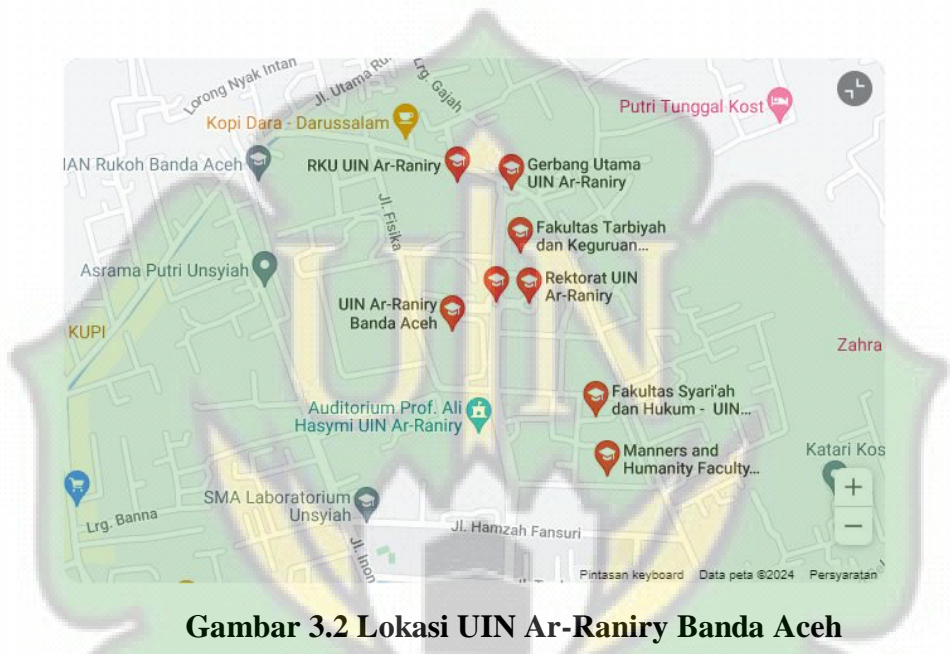 Lorong Nyak Intan
Jl. Utama Ru.
Lrg. Gajah
Putri Tunggal Kost
Kopi Dara - Darussalam
IAN Rukoh Banda Aceh
RKU UIN Ar-Raniry
Gerbang Utama
UIN Ar-Raniry
Jl. Fisika
Fakultas Tarbiyah
dan Keguruan...
Asrama Putri Unsyiah
Rektorat UIN
Ar-Raniry
UIN Ar-Raniry
Banda Aceh
KUPI
Zahra
UIN
Fakultas Syari'ah
dan Hukum - UIN...
Auditorium Prof. Ali
Hasymi UIN Ar-Raniry
Manners and
Humanity Faculty...
Katari Kos
SMA Laboratorium
Unsyiah
Lrg. Banna
Jl. Hamzah Fansuri
Jl. Inon
+
−
Pintasan keyboard Data peta ©2024 Persyaratan
Gambar 3.2 Lokasi UIN Ar-Raniry Banda Aceh